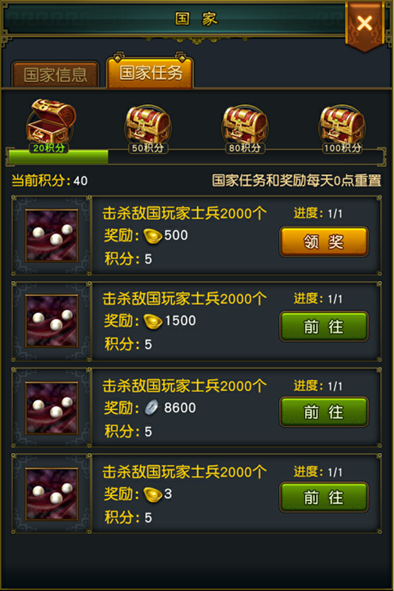 国 家
国家信息 国家任务
20积分 50积分 80积分 100积分
当前积分: 40 国家任务和奖励每天0点重置
击杀敌国玩家士兵2000个 进度: 1/1
奖励: 500 领 奖
积分: 5
击杀敌国玩家士兵2000个 进度: 1/1
奖励: 1500 前 往
积分: 5
击杀敌国玩家士兵2000个 进度: 1/1
奖励: 8600 前 往
积分: 5
击杀敌国玩家士兵2000个 进度: 1/1
奖励: 3 前 往
积分: 5